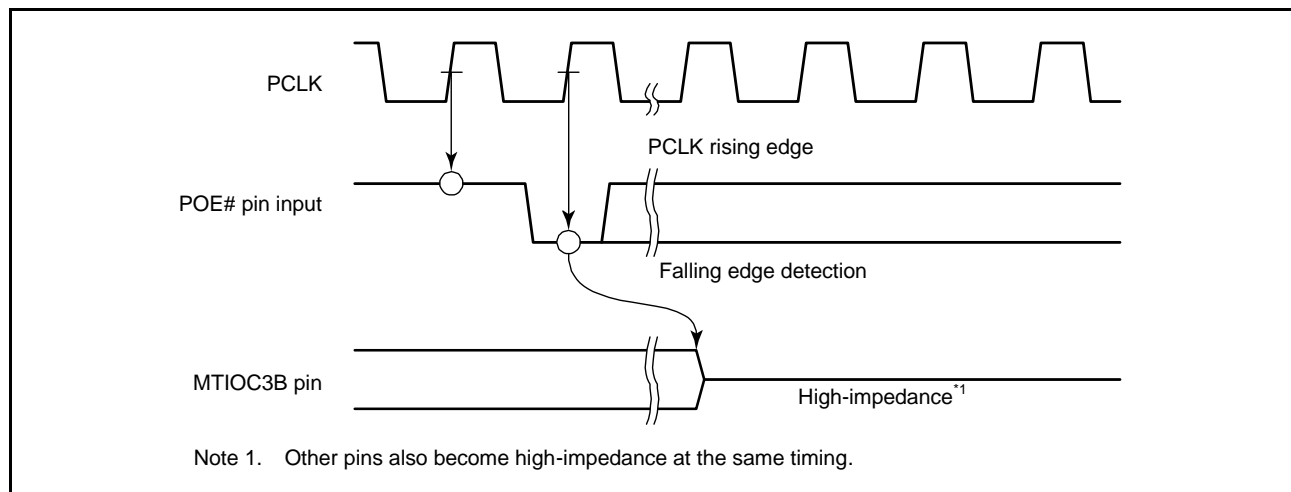 PCLK
PCLK rising edge
POE# pin input
Falling edge detection
MTIOC3B pin
High-impedance*1
Note 1. Other pins also become high-impedance at the same timing.